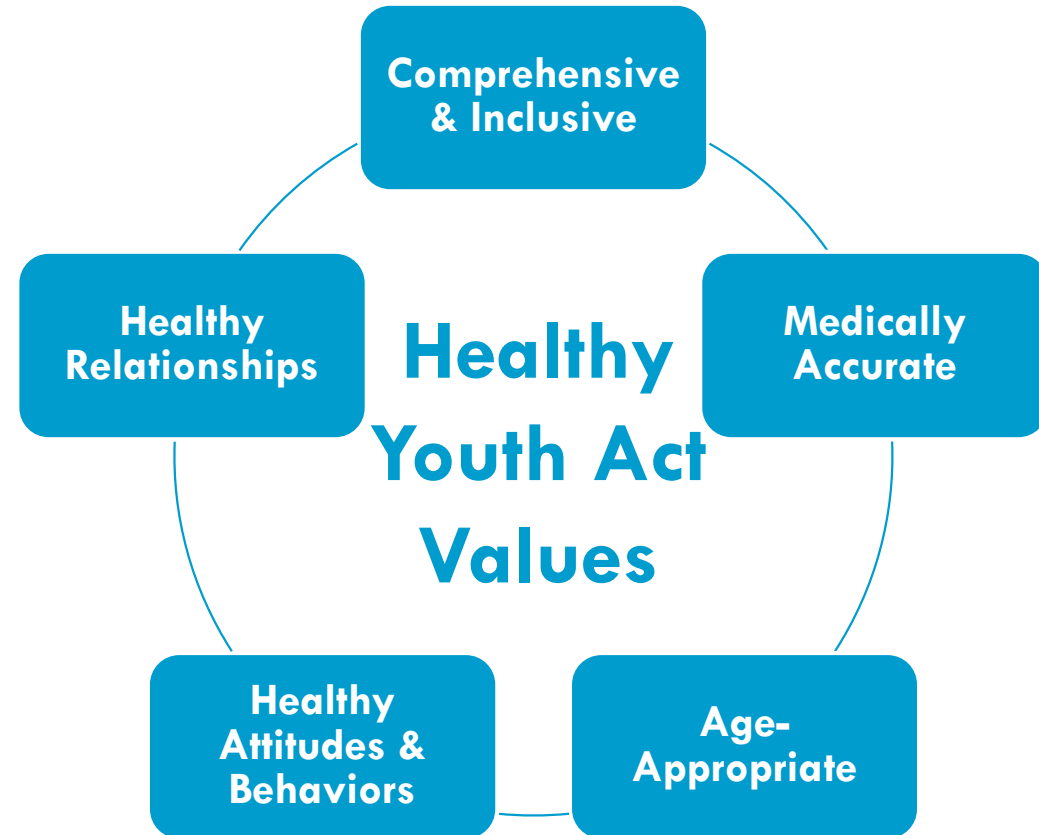 Comprehensive
& Inclusive
Medically
Accurate
Age-
Appropriate
Healthy
Attitudes &
Behaviors
Healthy
Relationships
Healthy
Youth Act
Values